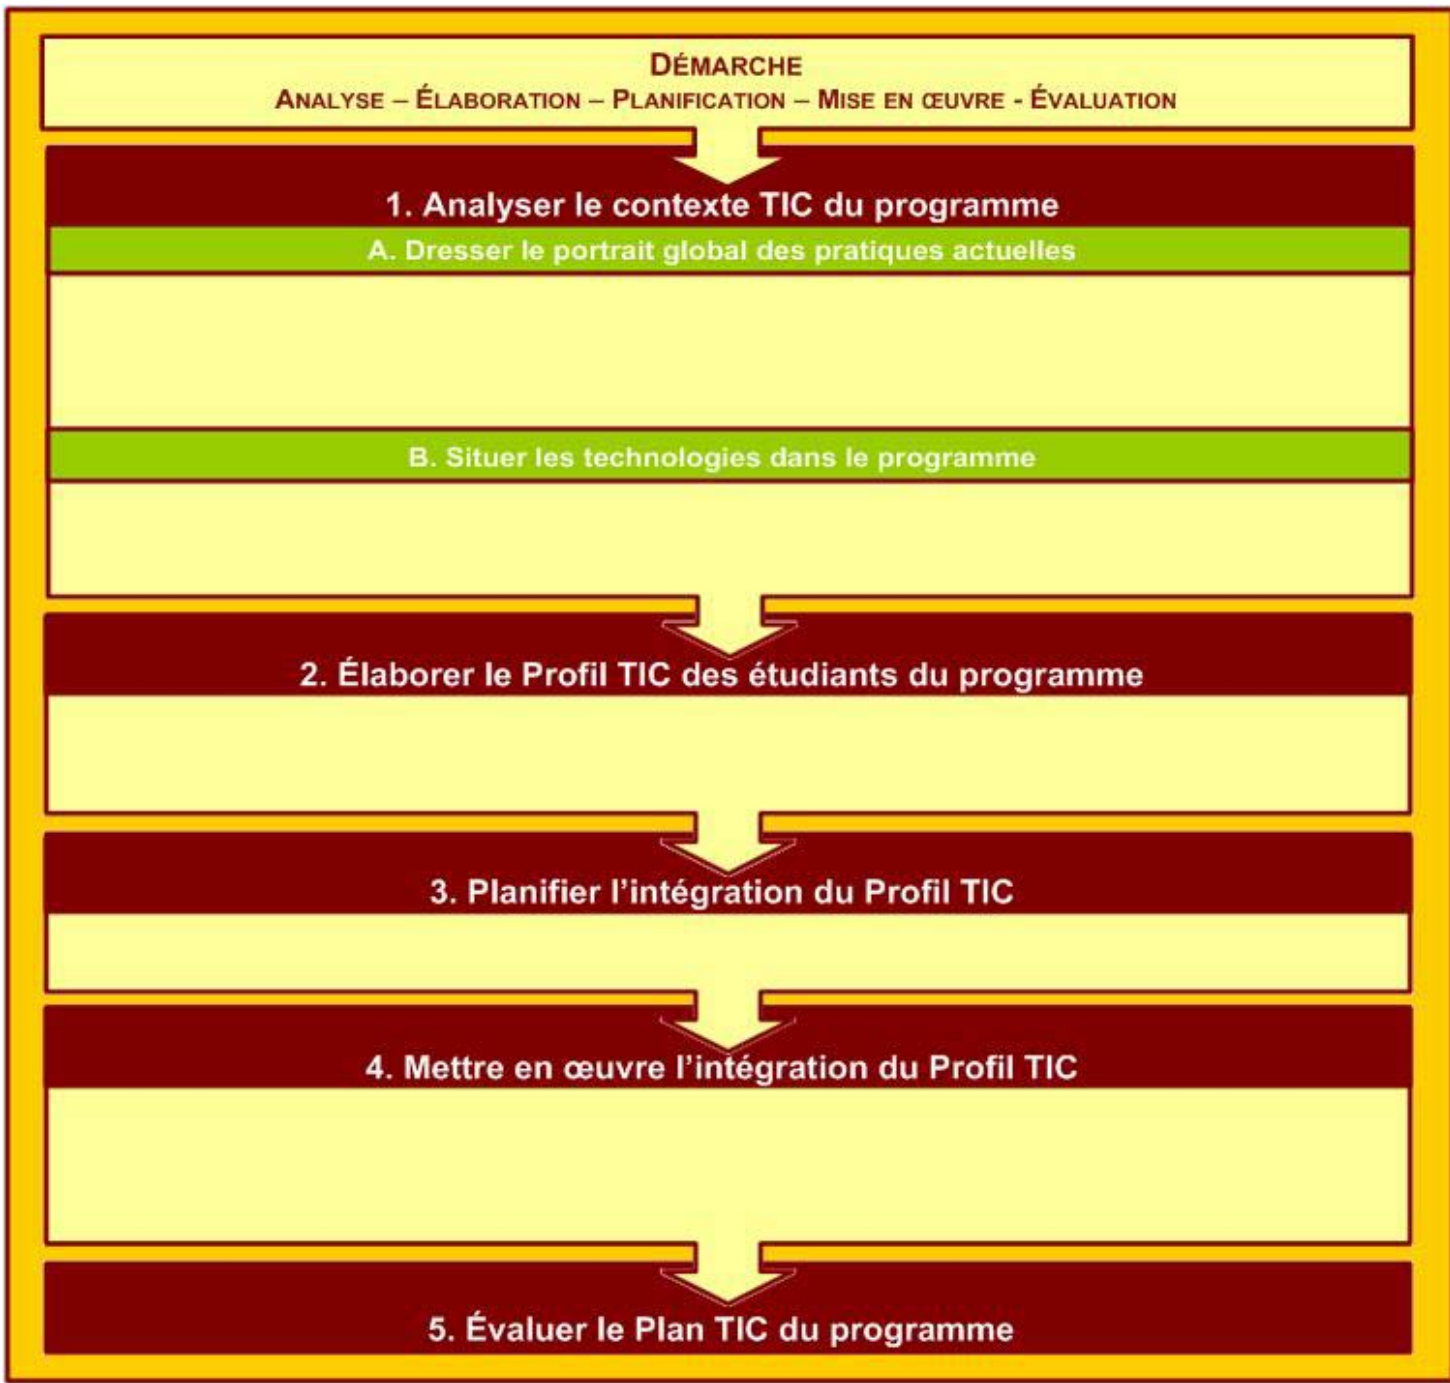 DÉMARCHE
ANALYSE – ÉLABORATION – PLANIFICATION – MISE EN ŒUVRE - ÉVALUATION
1. Analyser le contexte TIC du programme
A. Dresser le portrait global des pratiques actuelles
B. Situer les technologies dans le programme
2. Élaborer le Profil TIC des étudiants du programme
3. Planifier l’intégration du Profil TIC
4. Mettre en œuvre l’intégration du Profil TIC
5. Évaluer le Plan TIC du programme